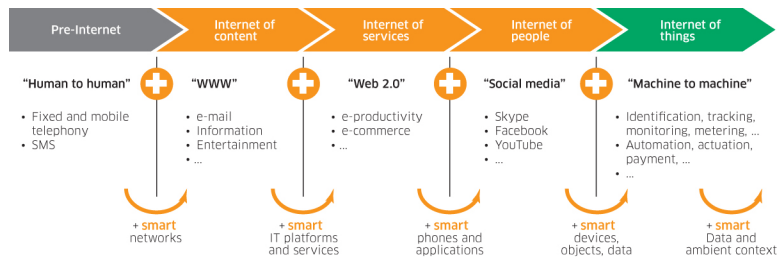 Pre-Internet
Internet of
content
Internet of
services
Internet of
people
Internet of
things
“Human to human”
“WWW”
“Web 2.0”
“Social media”
“Machine to machine”
• Fixed and mobile
telephony
• SMS
• e-mail
• Information
• Entertainment
• ...
• e-productivity
• e-commerce
• ...
• Skype
• Facebook
• YouTube
• ...
• Identification, tracking,
monitoring, metering, ...
• Automation, actuation,
payment, ...
• ...
+ smart
networks
+ smart
IT platforms
and services
+ smart
phones and
applications
+ smart
devices,
objects, data
+ smart
Data and
ambient context